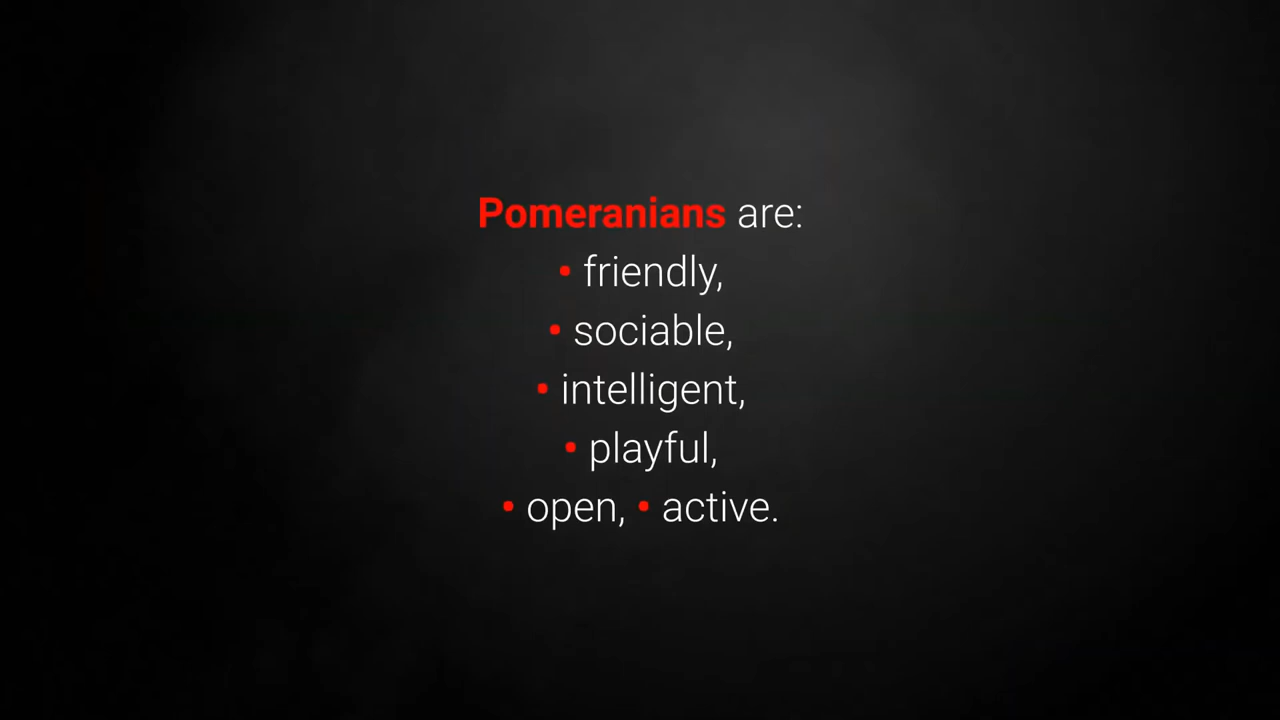 Pomeranians are:
• friendly,
• sociable,
• intelligent,
• playful,
• open, • active.